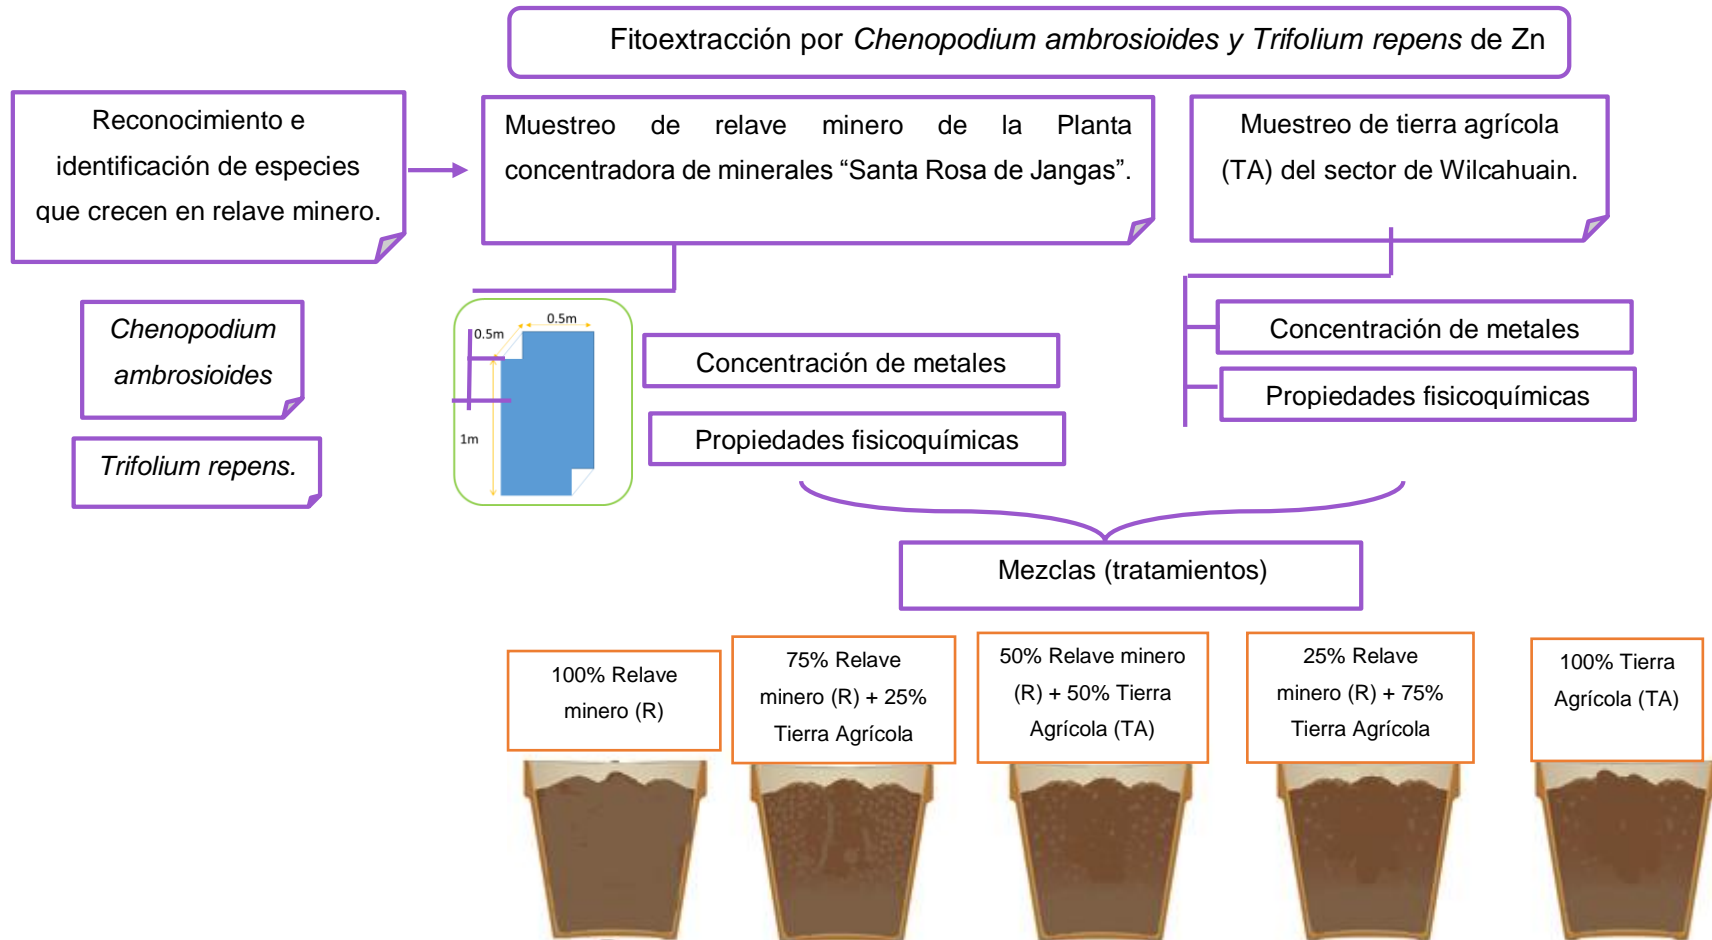 Fitoextracción por Chenopodium ambrosioides y Trifolium repens de Zn
Reconocimiento e
identificación de especies
que crecen en relave minero.
Muestreo de relave minero de la Planta
concentradora de minerales “Santa Rosa de Jangas”.
Muestreo de tierra agrícola
(TA) del sector de Wilcahuain.
Chenopodium
ambrosioides
Trifolium repens.
0.5m
0.5m
1m
Concentración de metales
Propiedades fisicoquímicas
Concentración de metales
Propiedades fisicoquímicas
Mezclas (tratamientos)
100% Relave
minero (R)
75% Relave
minero (R) + 25%
Tierra Agrícola
50% Relave minero
(R) + 50% Tierra
Agrícola (TA)
25% Relave
minero (R) + 75%
Tierra Agrícola
100% Tierra
Agrícola (TA)